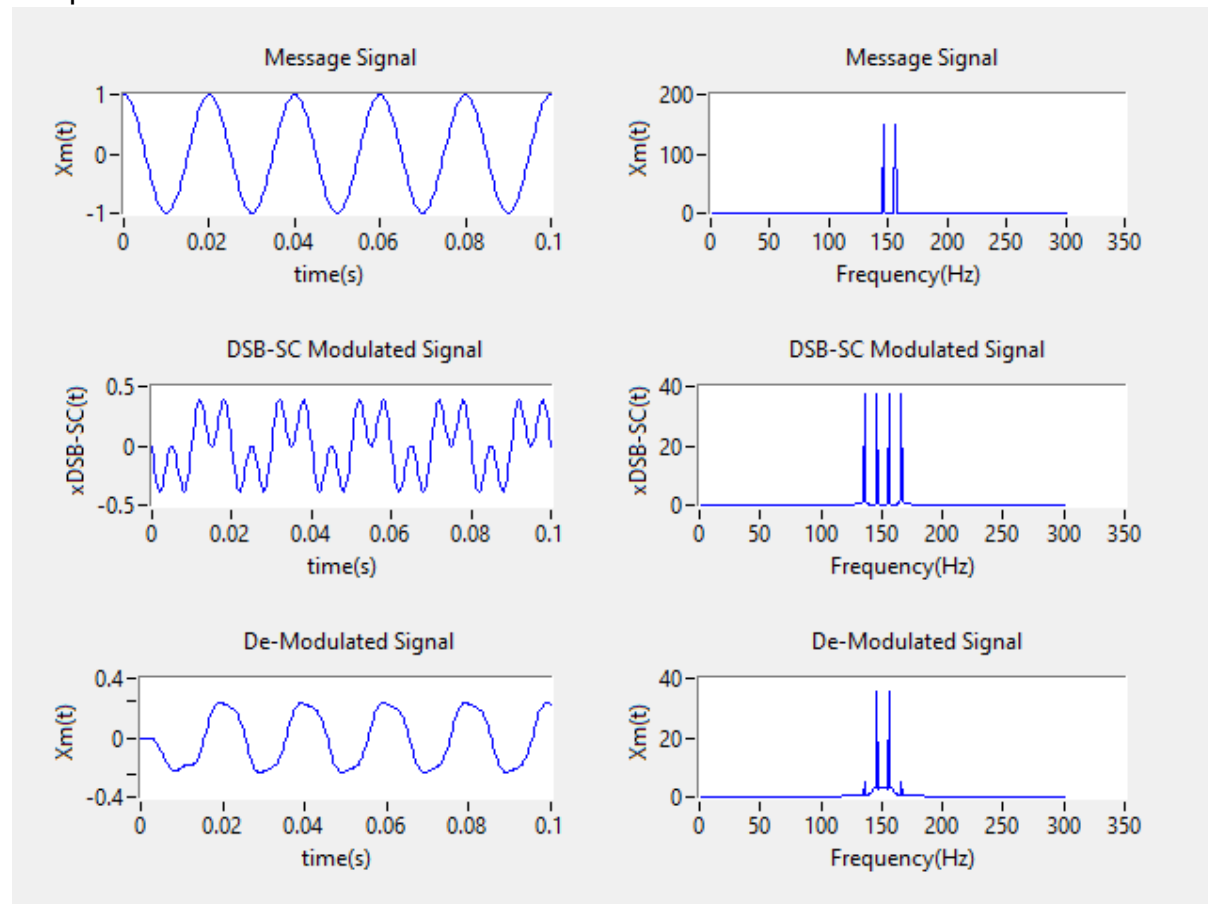 Message Signal
Xm(t)
1
0
-1
0 0.02 0.04 0.06 0.08 0.1
time(s)
Message Signal
Xm(t)
200
100
0
0 50 100 150 200 250 300 350
Frequency(Hz)
DSB-SC Modulated Signal
xDSB-SC(t)
0.5
0
-0.5
0 0.02 0.04 0.06 0.08 0.1
time(s)
DSB-SC Modulated Signal
xDSB-SC(t)
40
20
0
0 50 100 150 200 250 300 350
Frequency(Hz)
De-Modulated Signal
Xm(t)
0.4
0
-0.4
0 0.02 0.04 0.06 0.08 0.1
time(s)
De-Modulated Signal
Xm(t)
40
20
0
0 50 100 150 200 250 300 350
Frequency(Hz)